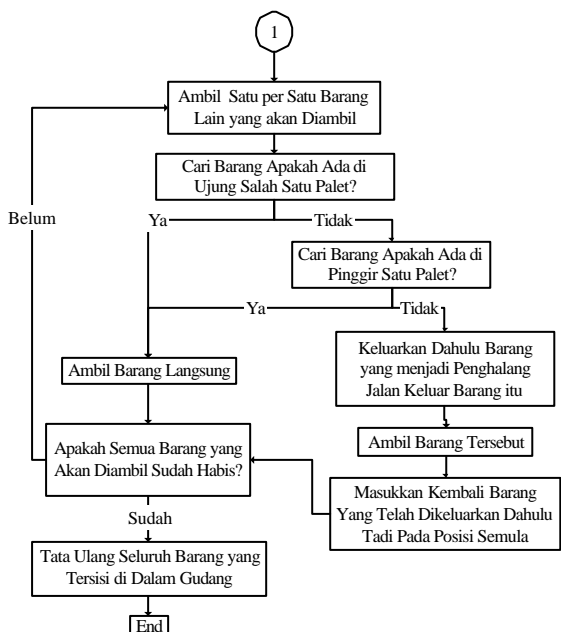 1
Ambil Satu per Satu Barang
Lain yang akan Diambil
Cari Barang Apakah Ada di
Ujung Salah Satu Palet?
Belum
Ya
Tidak
Cari Barang Apakah Ada di
Pinggir Satu Palet?
Ya
Tidak
Keluarkan Dahulu Barang
yang menjadi Penghalang
Jalan Keluar Barang itu
Ambil Barang Langsung
Ambil Barang Tersebut
Apakah Semua Barang yang
Akan Diambil Sudah Habis?
Masukkan Kembali Barang
Yang Telah Dikeluarkan Dahulu
Tadi Pada Posisi Semula
Sudah
Tata Ulang Seluruh Barang yang
Tersisi di Dalam Gudang
End